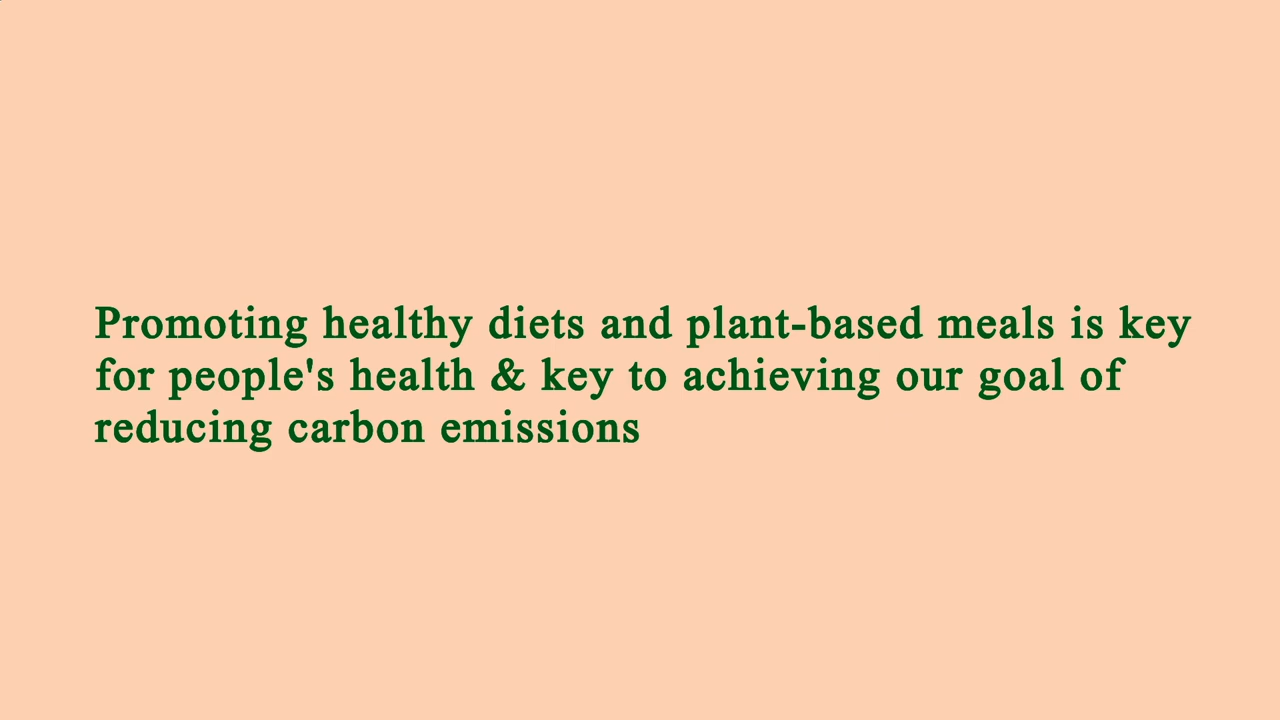 Promoting healthy diets and plant-based meals is key
for people's health & key to achieving our goal of
reducing carbon emissions